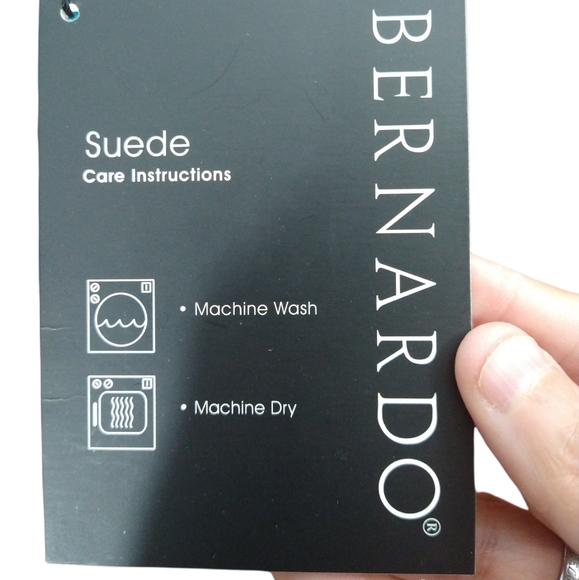 Suede
Care Instructions
• Machine Wash
• Machine Dry
BERNARDO®